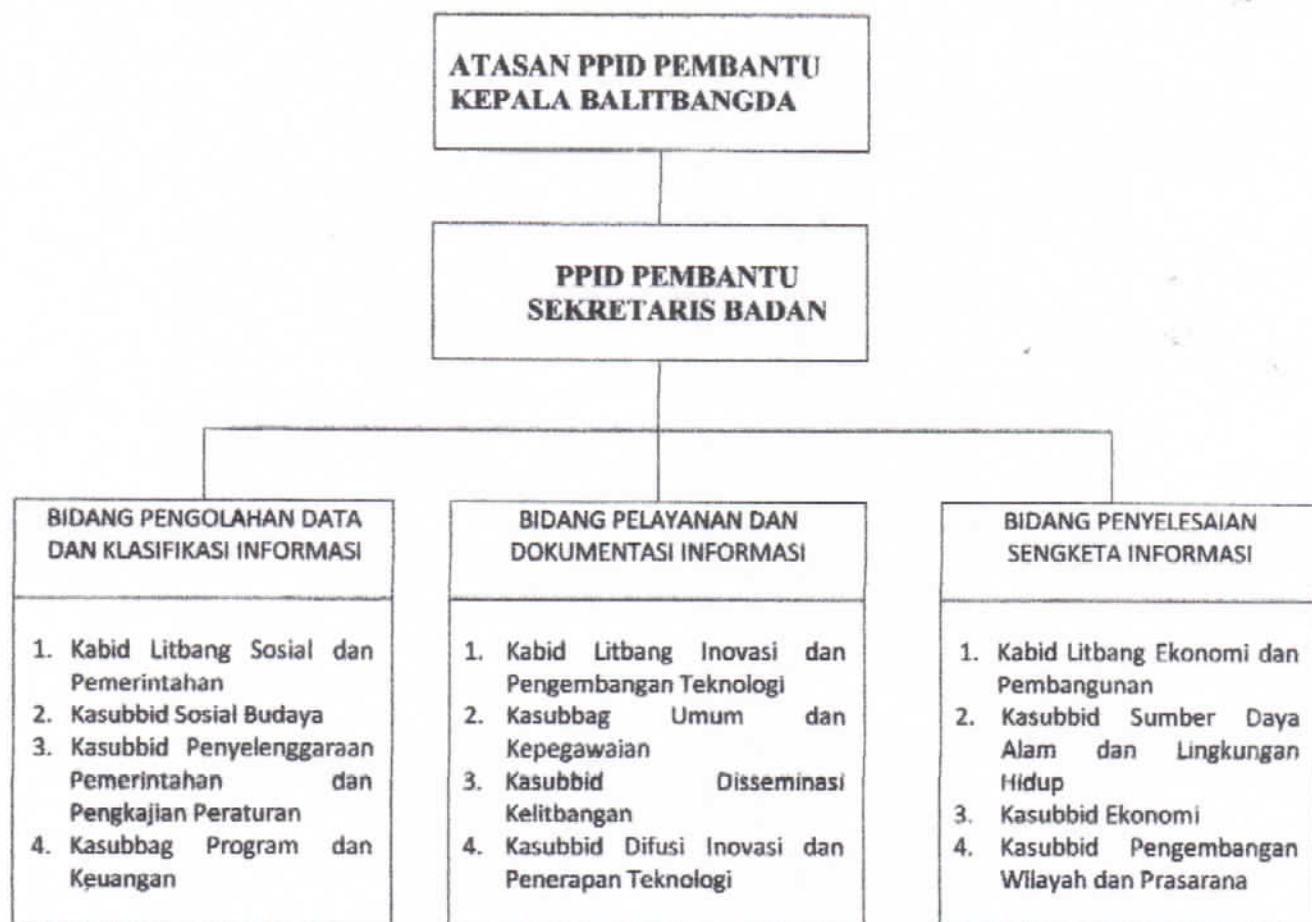 ATASAN PPID PEMBANTU
KEPALA BALITBANGDA
PPID PEMBANTU
SEKRETARIS BADAN
BIDANG PENGOLAHAN DATA
DAN KLASIFIKASI INFORMASI
1. Kabid Litbang Sosial dan
Pemerintahan
2. Kasubbid Sosial Budaya
3. Kasubbid Penyelenggaraan
Pemerintahan dan
Pengkajian Peraturan
4. Kasubbag Program dan
Keuangan
BIDANG PELAYANAN DAN
DOKUMENTASI INFORMASI
1. Kabid Litbang Inovasi dan
Pengembangan Teknologi
2. Kasubbag Umum dan
Kepegawaian
3. Kasubbid Disseminasi
Kelitbangan
4. Kasubbid Difusi Inovasi dan
Penerapan Teknologi
BIDANG PENYELESAIAN
SENGKETA INFORMASI
1. Kabid Litbang Ekonomi dan
Pembangunan
2. Kasubbid Sumber Daya
Alam dan Lingkungan
Hidup
3. Kasubbid Ekonomi
4. Kasubbid Pengembangan
Wilayah dan Prasarana